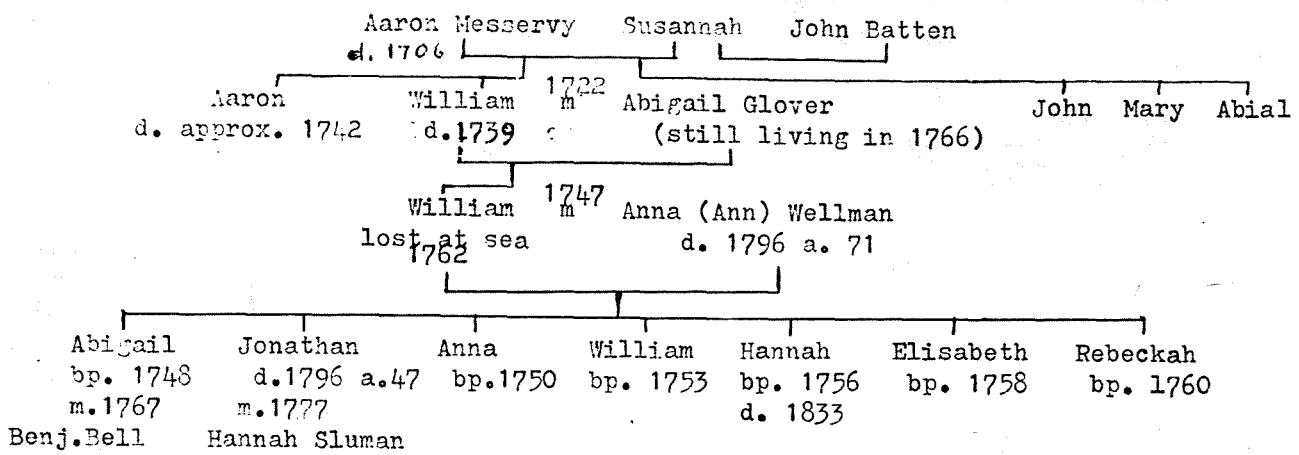 Aaron Messervy Susannah John Batten
d. 1706
1722
Aaron William m Abigail Glover John Mary Abial
d. approx. 1742 d.1739 (still living in 1766)
1747
William m Anna (Ann) Wellman
lost at sea d. 1796 a. 71
1762
Abigail Jonathan Anna William Hannah Elisabeth Rebeckah
bp. 1748 d.1796 a.47 bp.1750 bp. 1753 bp. 1756 bp. 1758 bp. 1760
m.1767 m.1777 d. 1833
Benj.Bell Hannah Sluman